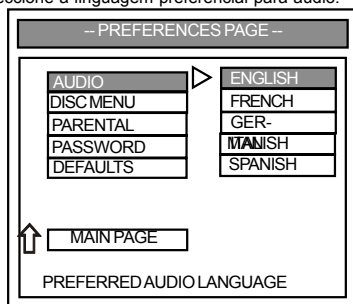 eccione a linguagem preferencial para áudio.
-- PREFERENCES PAGE --
AUDIO
DISC MENU
PARENTAL
PASSWORD
DEFAULTS
ENGLISH
FRENCH
GER-
SPANISH
MAIN PAGE
PREFERRED AUDIO LANGUAGE